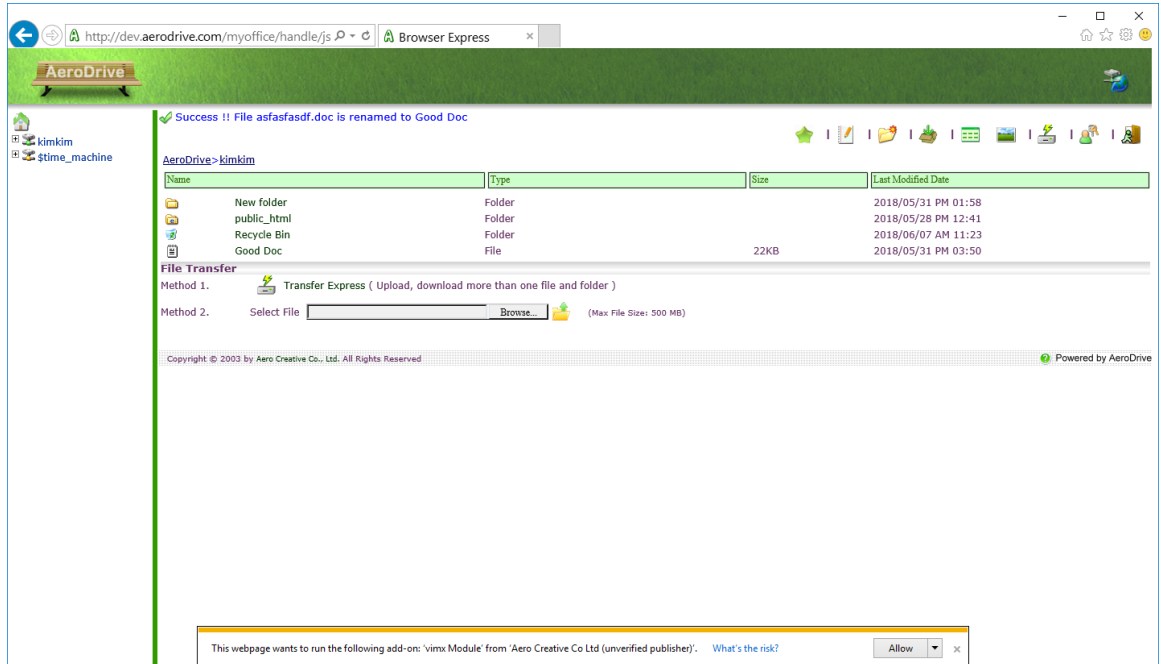 http://dev.aerodrive.com/myoffice/handle/js
Browser Express
AeroDrive
Success !! File asfasfasdf.doc is renamed to Good Doc
kimkim
$time_machine
AeroDrive>kimkim
Name Type Size Last Modified Date
New folder Folder 2018/05/31 PM 01:58
public_html Folder 2018/05/28 PM 12:41
Recycle Bin Folder 2018/06/07 AM 11:23
Good Doc File 22KB 2018/05/31 PM 03:50
File Transfer
Method 1. Transfer Express ( Upload, download more than one file and folder )
Method 2. Select File Browse... (Max File Size: 500 MB)
Copyright © 2003 by Aero Creative Co., Ltd. All Rights Reserved Powered by AeroDrive
This webpage wants to run the following add-on: 'vimx Module' from 'Aero Creative Co Ltd (unverified publisher)'. What's the risk? Allow